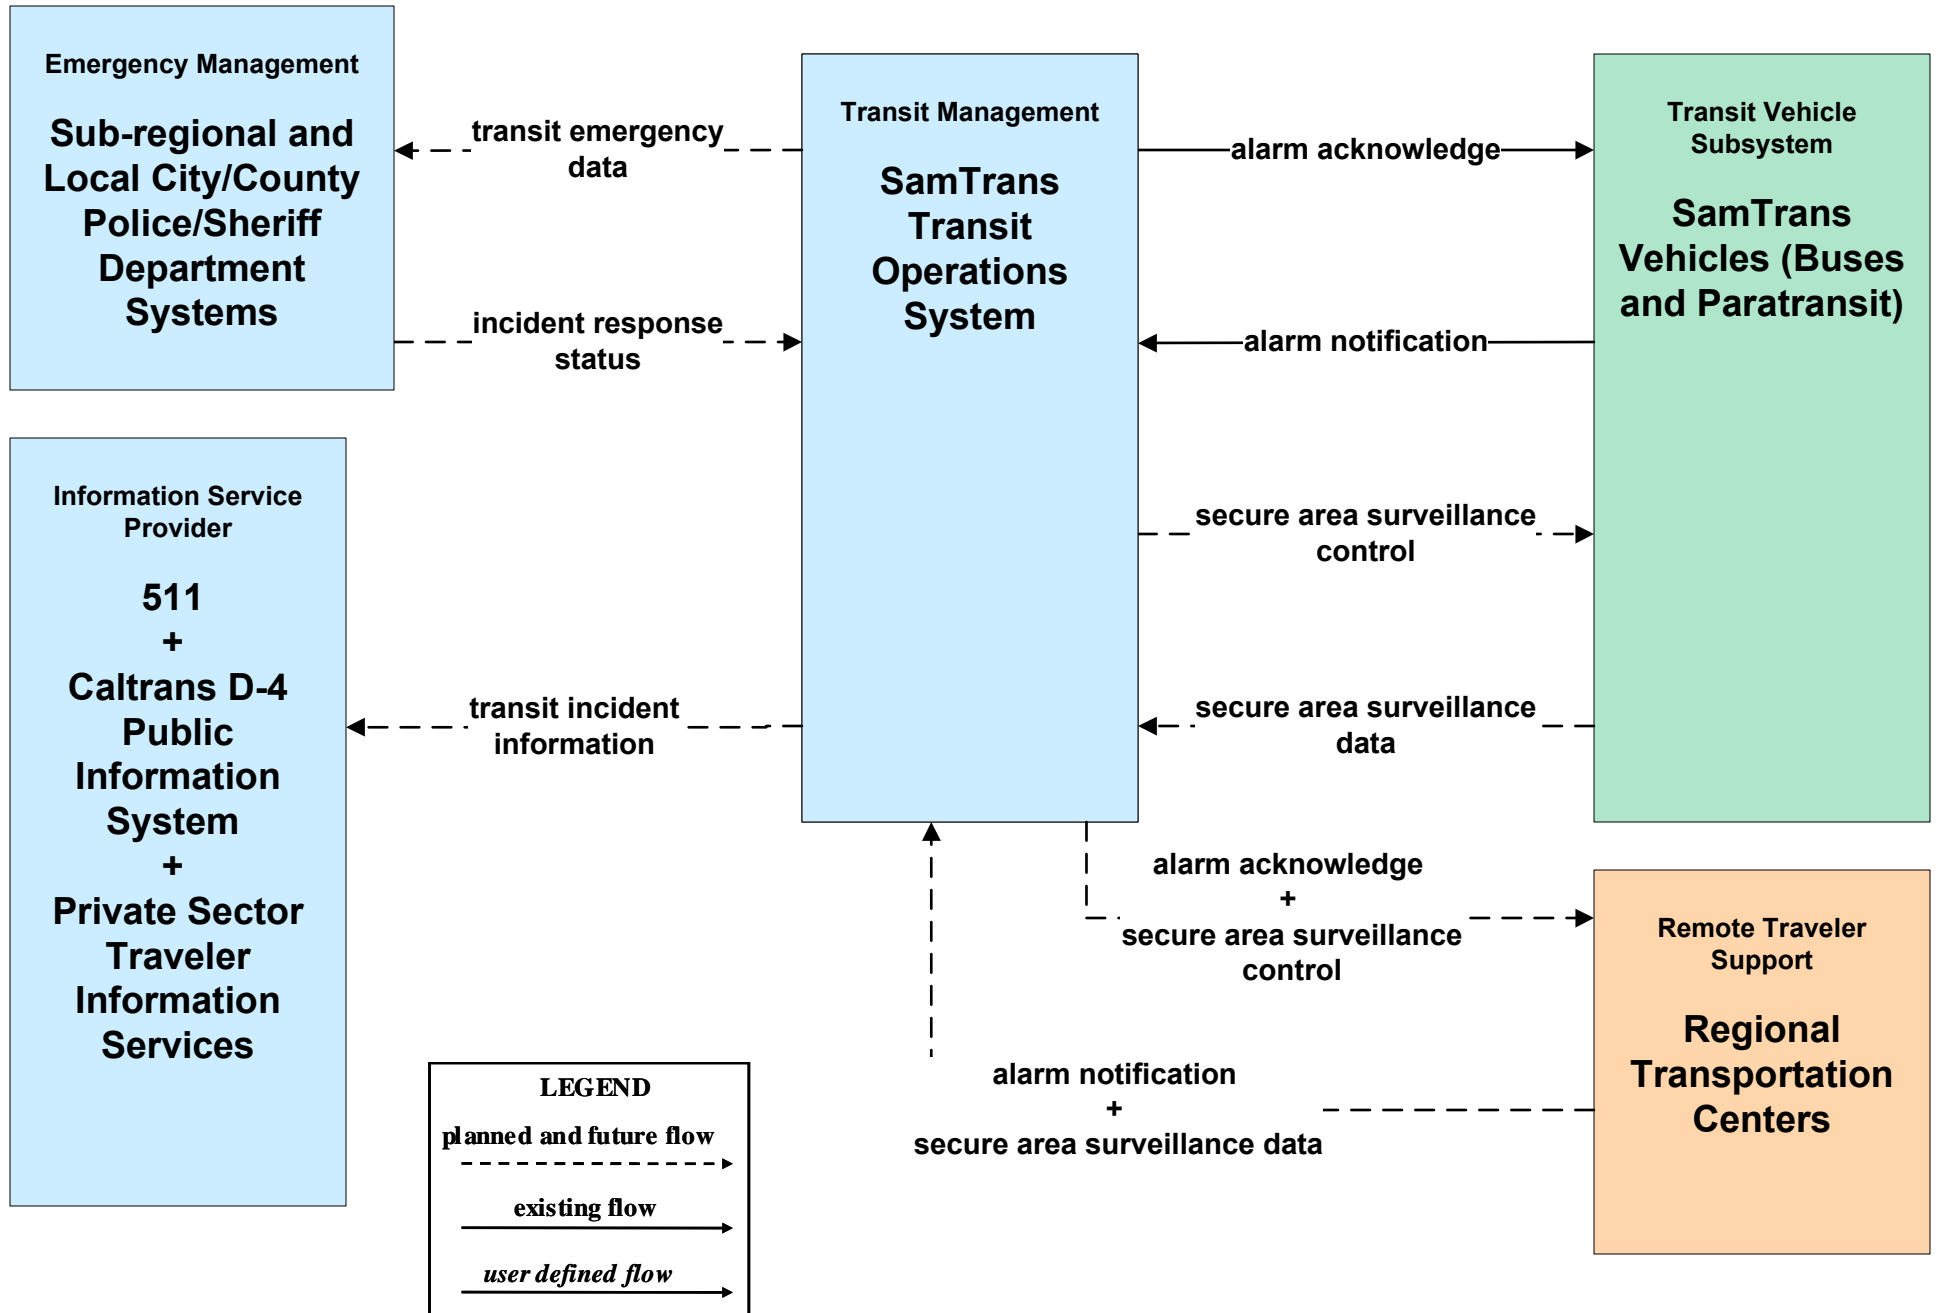 Emergency Management
Sub-regional and
Local City/County
Police/Sheriff
Department
Systems
transit emergency
data
incident response
status
Information Service
Provider
511
+
Caltrans D-4
Public
Information
System
+
Private Sector
Traveler
Information
Services
transit incident
information
Transit Management
SamTrans
Transit
Operations
System
alarm acknowledge
alarm notification
secure area surveillance
control
secure area surveillance
data
Transit Vehicle
Subsystem
SamTrans
Vehicles (Buses
and Paratransit)
alarm acknowledge
+
secure area surveillance
control
alarm notification
+
secure area surveillance data
Remote Traveler
Support
Regional
Transportation
Centers
LEGEND
planned and future flow
existing flow
user defined flow